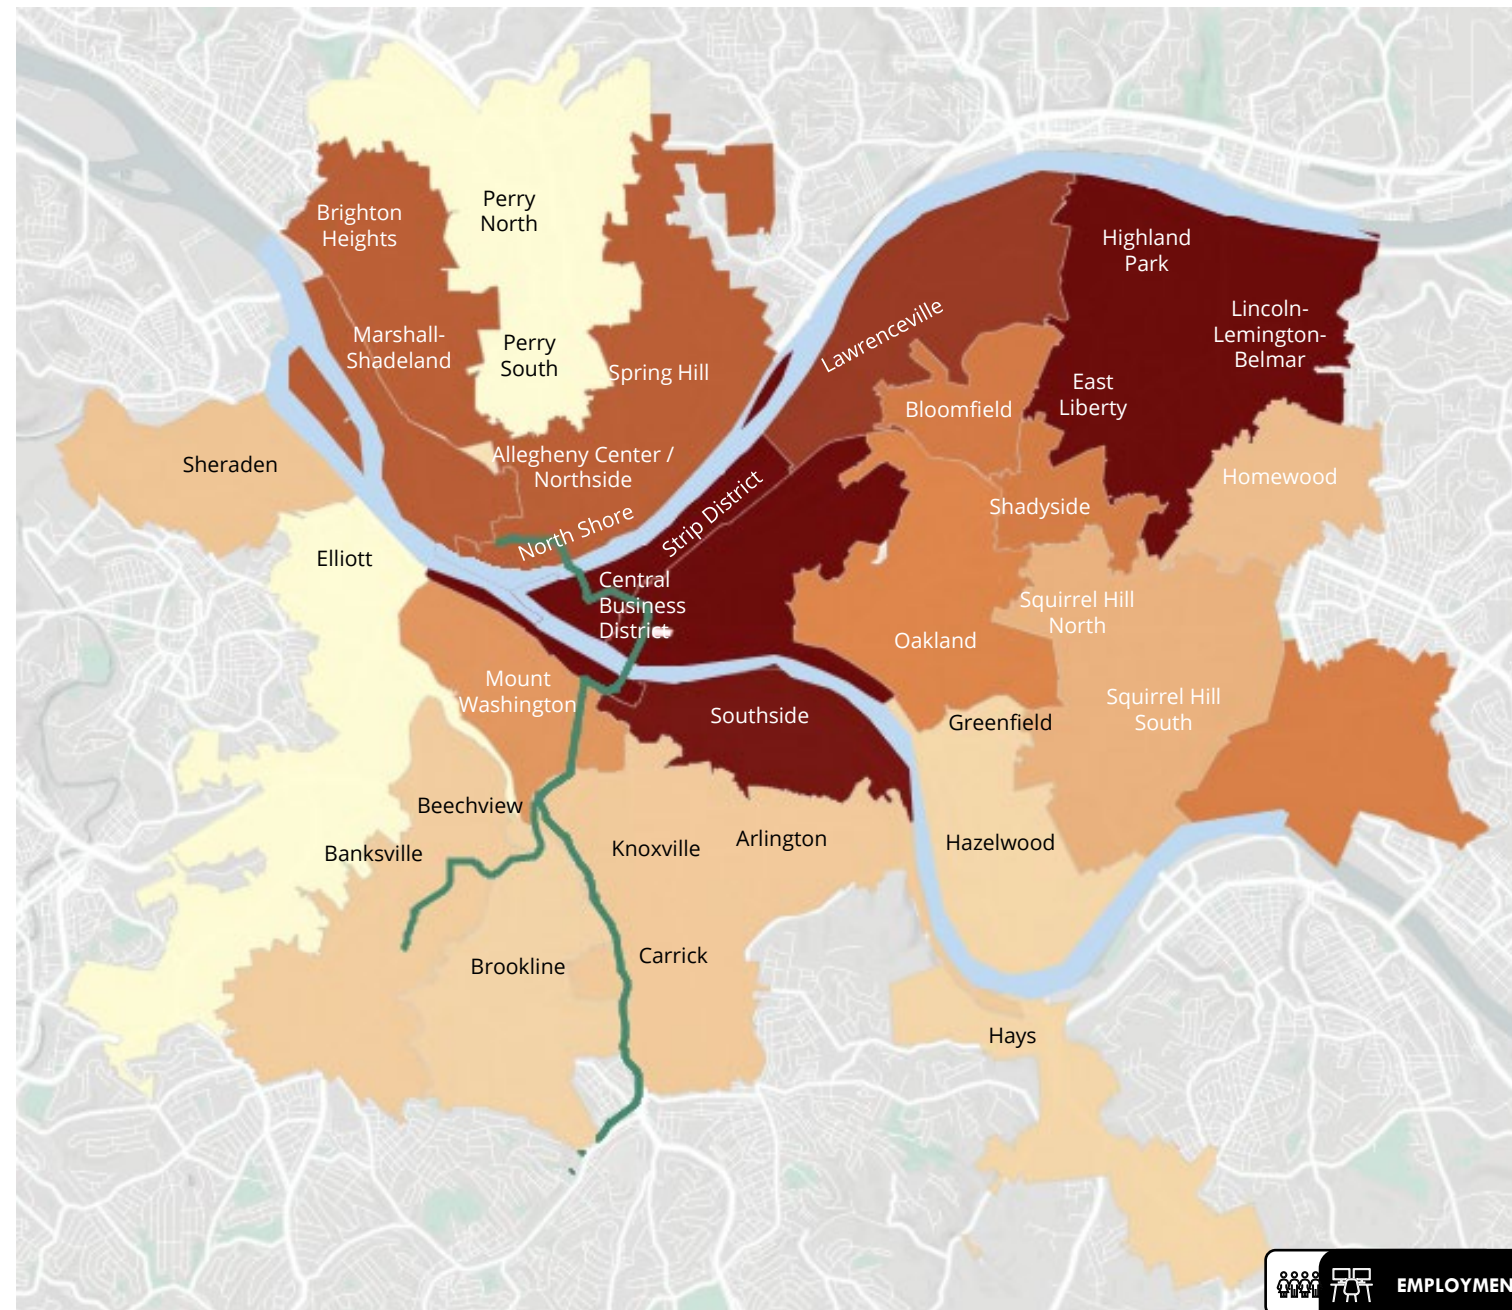 Perry
North
Brighton
Heights
Highland
Park
Lincoln-
Lemington-
Belmar
Marshall-
Shadeland
Perry
South
Spring Hill
Lawrenceville
East
Liberty
Bloomfield
Sheraden
Allegheny Center /
Northside
Homewood
Shadyside
Strip District
North Shore
Elliott
Central
Business
District
Squirrel Hill
North
Oakland
Mount
Washington
Southside
Greenfield
Squirrel Hill
South
Beechview
Banksville
Knoxville
Arlington
Hazelwood
Brookline
Carrick
Hays
EMPLOYMEN